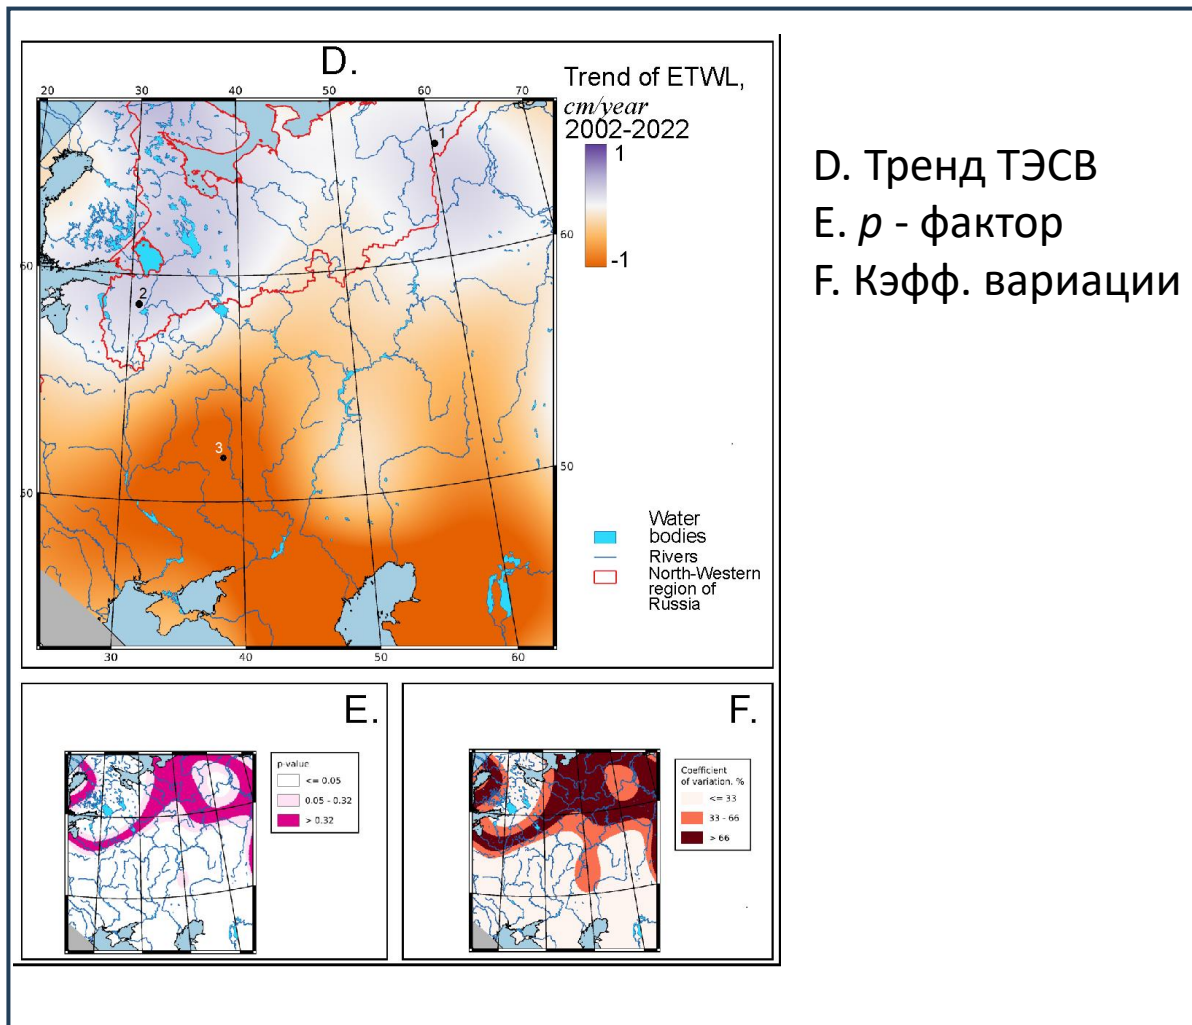 D.
Trend of ETWL,
cm/year
2002-2022
1
-1
20 30 40 50 60 70
1
60
60
2
3
50
50
30 40 50 60
Water
bodies
Rivers
North-Western
region of
Russia
D. Тренд ТЭСВ
E. p - фактор
F. Кэфф. вариации
E.
p-value
<= 0.05
0.05 - 0.32
> 0.32
F.
Coefficient
of variation, %
<= 33
33 - 66
> 66